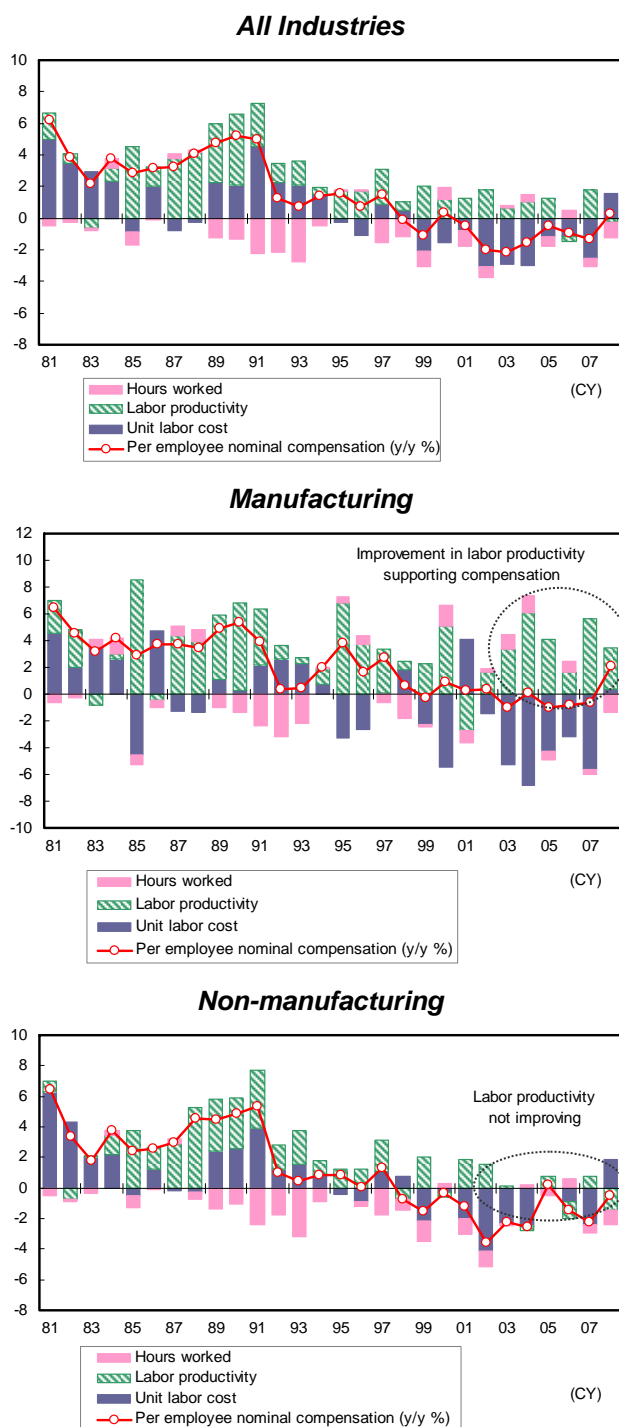 All Industries
10
8
6
4
2
0
-2
-4
-6
-8
81 83 85 87 89 91 93 95 97 99 01 03 05 07
(CY)
Hours worked
Labor productivity
Unit labor cost
Per employee nominal compensation (y/y %)
Manufacturing
12
10
8
6
4
2
0
-2
-4
-6
-8
-10
Improvement in labor productivity
supporting compensation
81 83 85 87 89 91 93 95 97 99 01 03 05 07
(CY)
Hours worked
Labor productivity
Unit labor cost
Per employee nominal compensation (y/y %)
Non-manufacturing
10
8
6
4
2
0
-2
-4
-6
-8
Labor productivity
not improving
81 83 85 87 89 91 93 95 97 99 01 03 05 07
(CY)
Hours worked
Labor productivity
Unit labor cost
Per employee nominal compensation (y/y %)